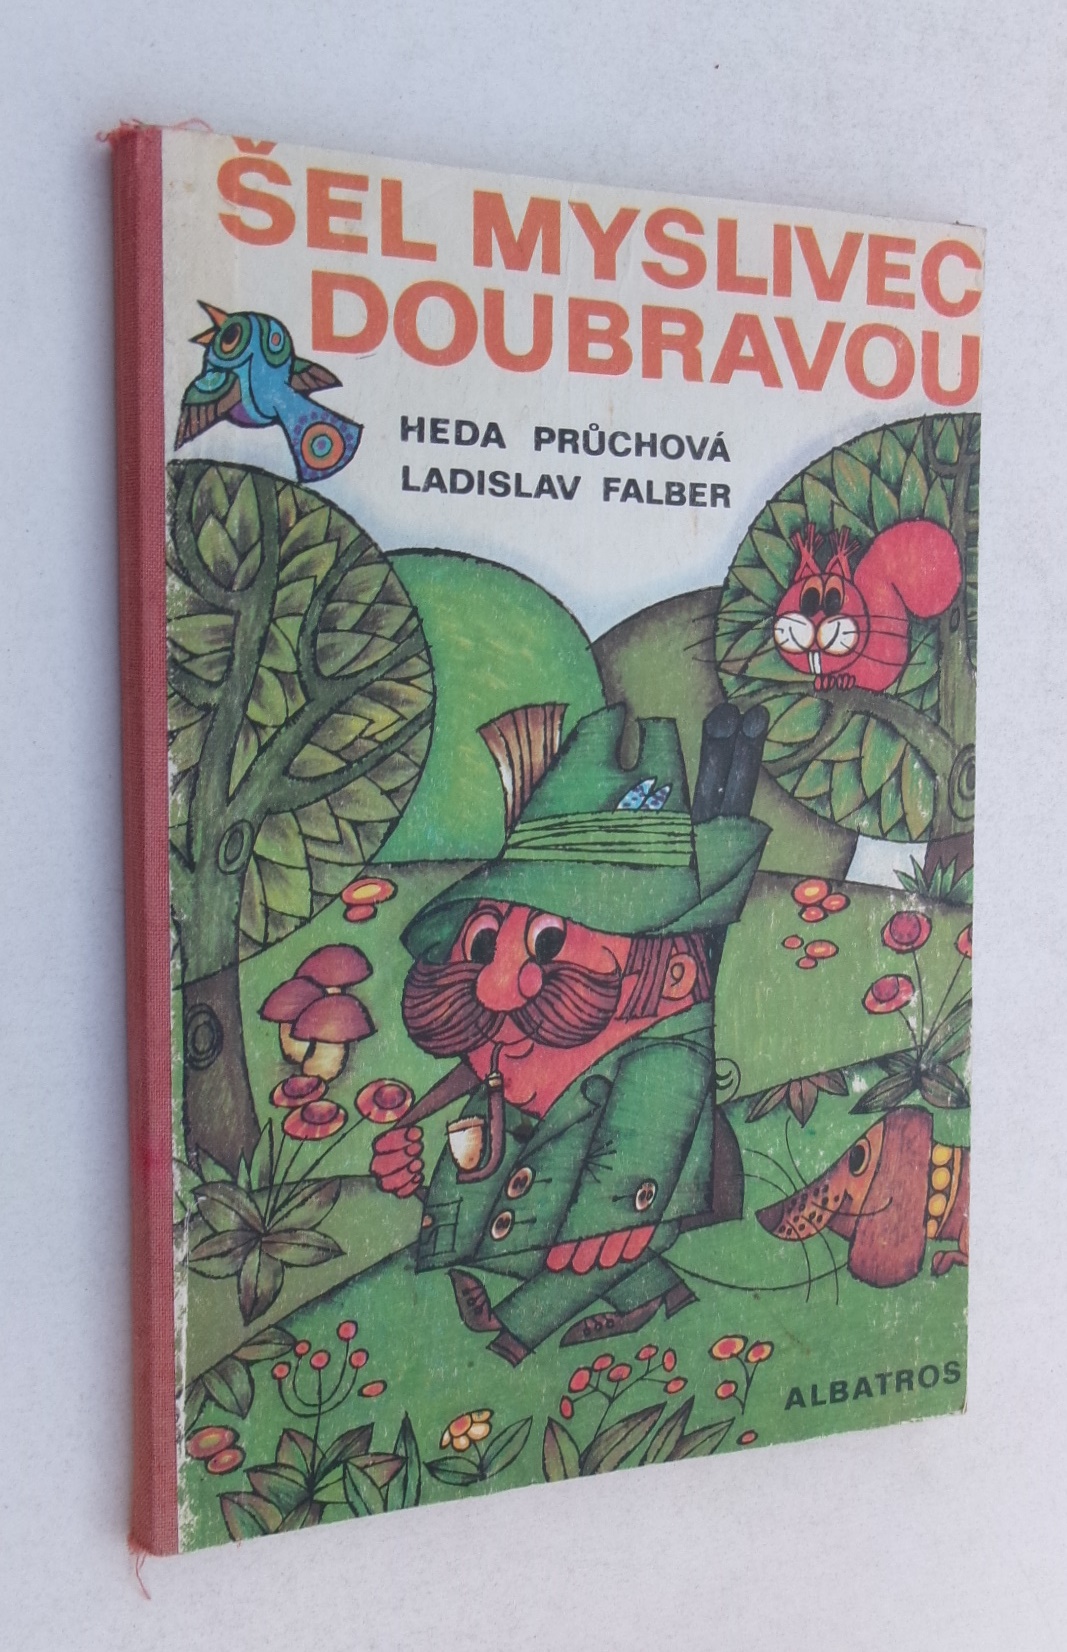 ŠEL MYSLIVEC
DOUBRAVOU
HEDA PRŮCHOVÁ
LADISLAV FALBER
ALBATROS